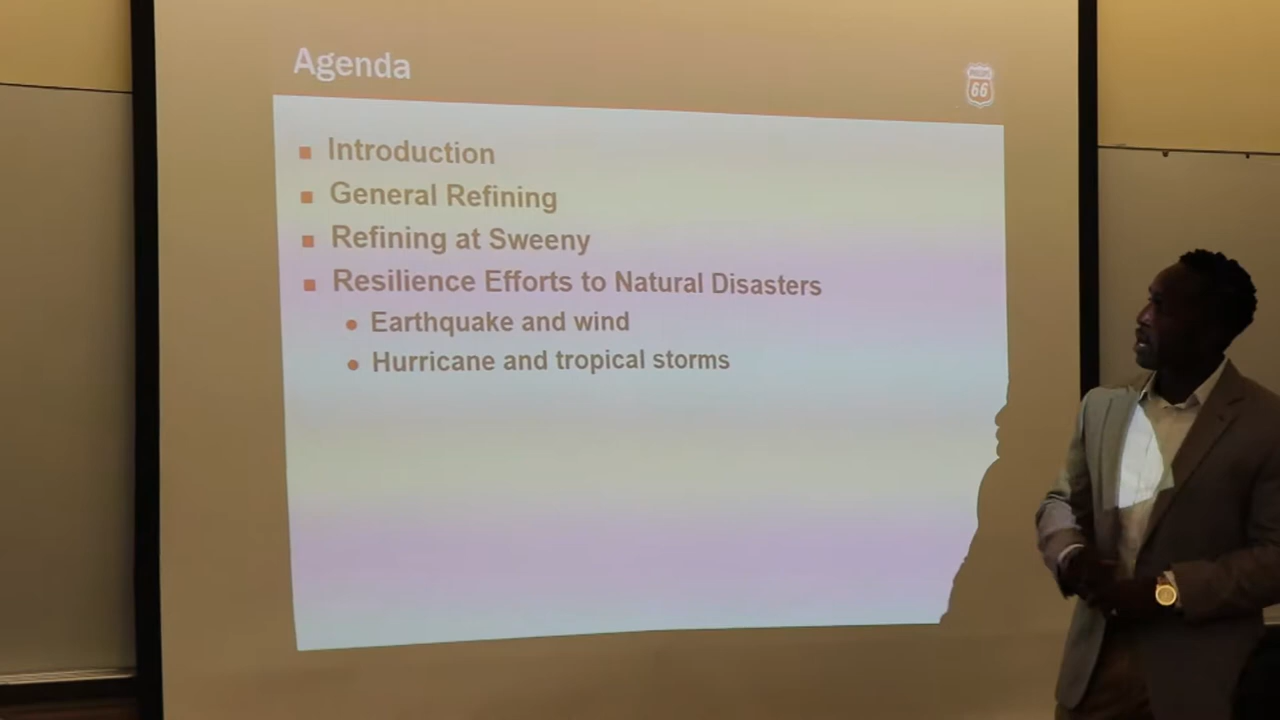 Agenda
PHILLIPS
66
Introduction
General Refining
Refining at Sweeny
Resilience Efforts to Natural Disasters
Earthquake and wind
Hurricane and tropical storms